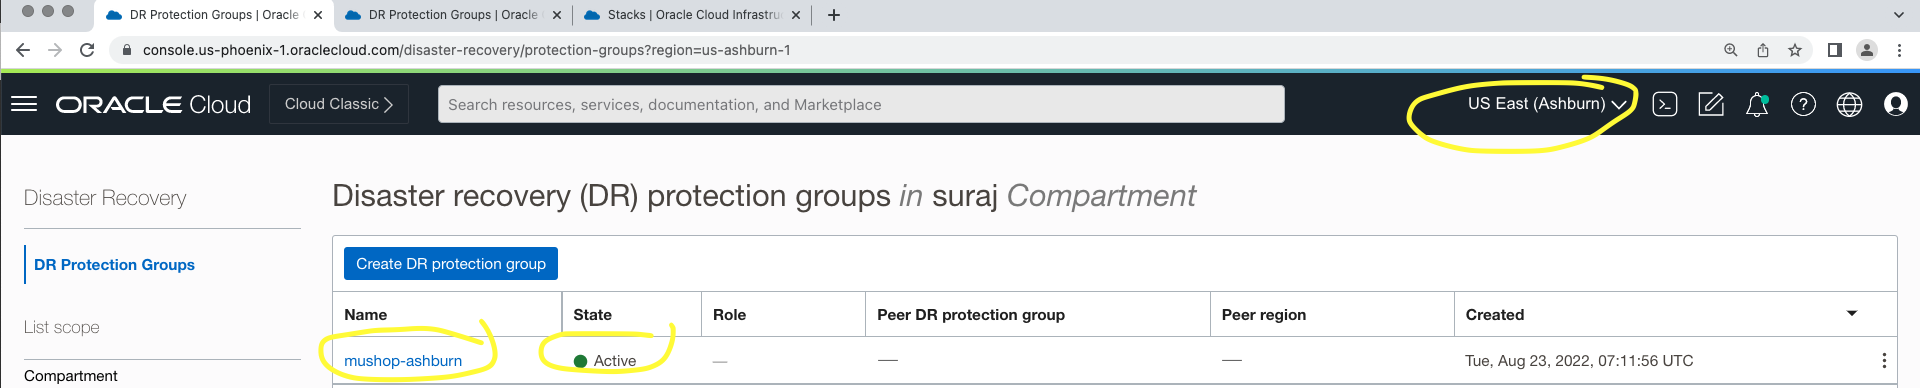 DR Protection Groups | Oracle
DR Protection Groups | Oracle
Stacks | Oracle Cloud Infrastru
console.us-phoenix-1.oraclecloud.com/disaster-recovery/protection-groups?region=us-ashburn-1
ORACLE Cloud
Cloud Classic
Search resources, services, documentation, and Marketplace
US East (Ashburn)
Disaster Recovery
DR Protection Groups
List scope
Compartment
Disaster recovery (DR) protection groups in suraj Compartment
Create DR protection group
Name State Role Peer DR protection group Peer region Created
mushop-ashburn Active — — — Tue, Aug 23, 2022, 07:11:56 UTC